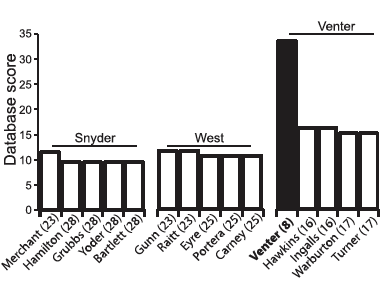 Venter
Snyder
West
Database score
35
30
25
20
15
10
5
0
Merchant (23)
Hamilton (28)
Grubbs (28)
Yoder (28)
Bartlett (28)
Gunn (23)
Raitt (23)
Eyre (25)
Portera (25)
Carney (25)
Venter (8)
Hawkins (16)
Ingalls (16)
Warburton (17)
Turner (17)